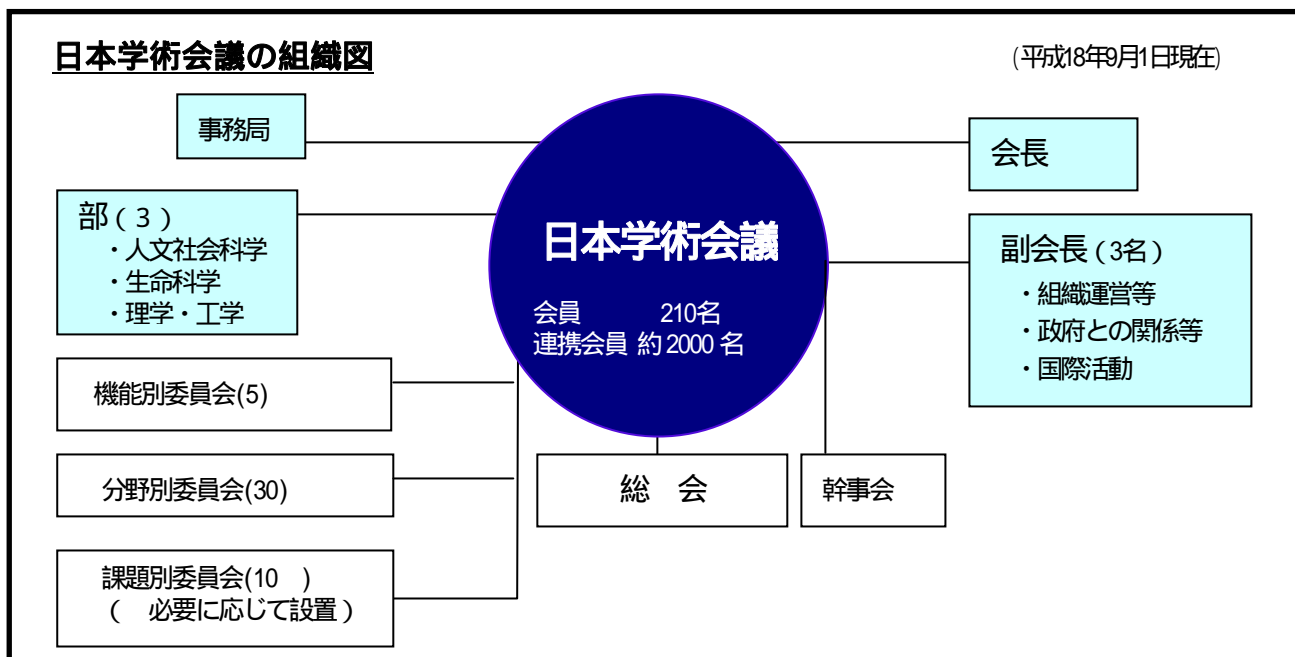 日本学術会議の組織図
(平成18年9月1日現在)
事務局
会長
部（3）
・人文社会科学
・生命科学
・理学・工学
日本学術会議
会員 210名
連携会員 約2000名
副会長（3名）
・組織運営等
・政府との関係等
・国際活動
機能別委員会(5)
分野別委員会(30)
課題別委員会(10 )
( 必要に応じて設置）
総 会
幹事会